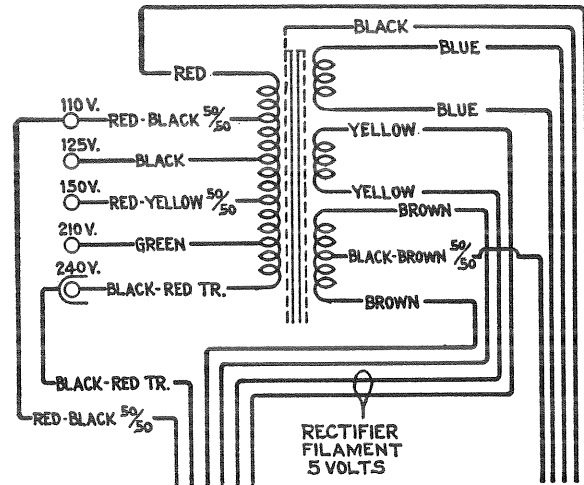 BLACK
BLUE
RED
110 V.
RED-BLACK 50/50
BLUE
125V.
BLACK
YELLOW
150V.
RED-YELLOW 50/50
YELLOW
BROWN
210 V.
GREEN
BLACK-BROWN 50/50
240 V.
BLACK-RED TR.
BROWN
BLACK-RED TR.
RED-BLACK 50/50
RECTIFIER
FILAMENT
5 VOLTS